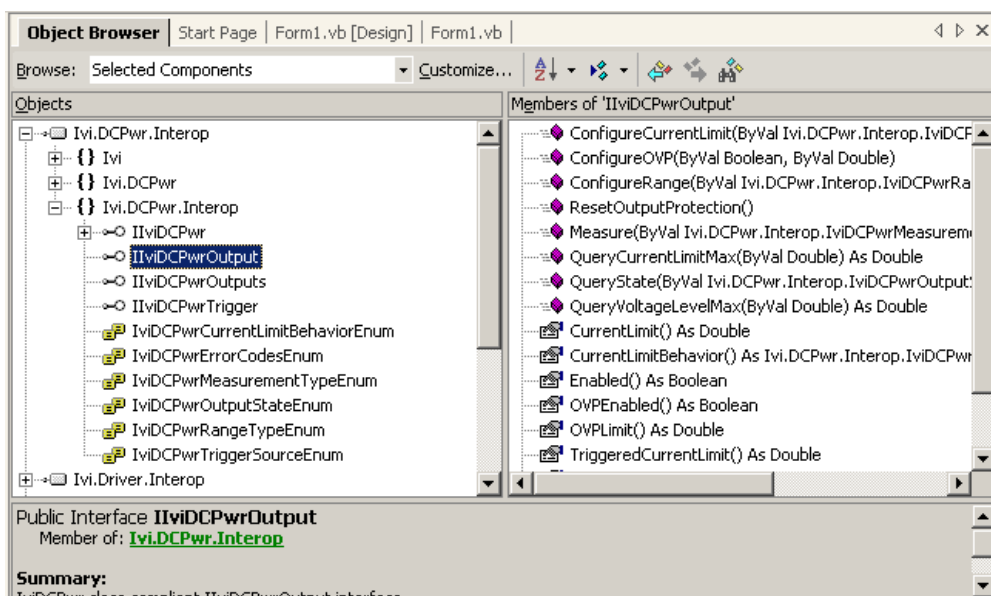 Object Browser Start Page Form1.vb [Design] Form1.vb
Browse: Selected Components Customize...
Objects
Ivi.DCPwr.Interop
{} Ivi
{} Ivi.DCPwr
{} Ivi.DCPwr.Interop
IIviDCPwr
IIviDCPwrOutput
IIviDCPwrOutputs
IIviDCPwrTrigger
IviDCPwrCurrentLimitBehaviorEnum
IviDCPwrErrorCodesEnum
IviDCPwrMeasurementTypeEnum
IviDCPwrOutputStateEnum
IviDCPwrRangeTypeEnum
IviDCPwrTriggerSourceEnum
Ivi.Driver.Interop
Members of 'IIviDCPwrOutput'
ConfigureCurrentLimit(ByVal Ivi.DCPwr.Interop.IviDCP
ConfigureOVP(ByVal Boolean, ByVal Double)
ConfigureRange(ByVal Ivi.DCPwr.Interop.IviDCPwrRa
ResetOutputProtection()
Measure(ByVal Ivi.DCPwr.Interop.IviDCPwrMeasurem
QueryCurrentLimitMax(ByVal Double) As Double
QueryState(ByVal Ivi.DCPwr.Interop.IviDCPwrOutput
QueryVoltageLevelMax(ByVal Double) As Double
CurrentLimit() As Double
CurrentLimitBehavior() As Ivi.DCPwr.Interop.IviDCPwr
Enabled() As Boolean
OVPEnabled() As Boolean
OVPLimit() As Double
TriggeredCurrentLimit() As Double
Public Interface IIviDCPwrOutput
Member of: Ivi.DCPwr.Interop
Summary:
IviDCPwr class compliant IIviDCPwrOutput interface